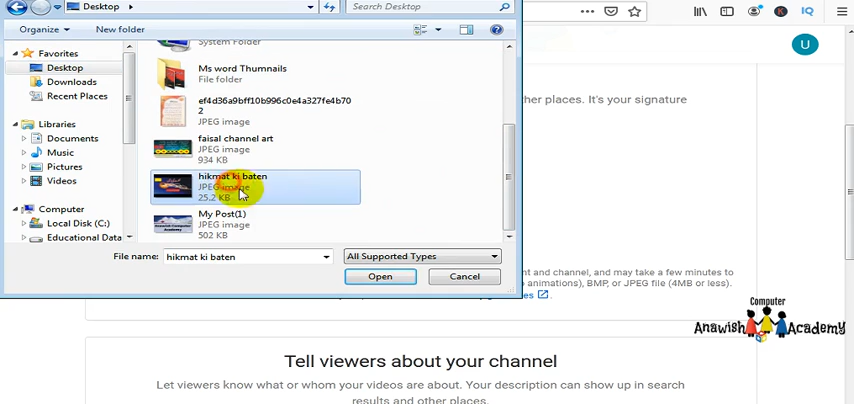 Desktop
Search Desktop
Organize
New folder
IQ
U
Favorites
Desktop
Downloads
Recent Places
Libraries
Documents
Music
Pictures
Videos
Computer
Local Disk (C:)
Educational Data
System Folder
Ms word Thumnails
File folder
ef4d36a9bff10b996c0e4a327fe4b70
2
JPEG image
faisal channel art
JPEG image
934 KB
hikmat ki baten
JPEG image
25.2 KB
My Post(1)
JPEG image
502 KB
File name:
hikmat ki baten
All Supported Types
Open
Cancel
her places. It's your signature
nt and channel, and may take a few minutes to
animations), BMP, or JPEG file (4MB or less).
es
Computer
Anawish Academy
Tell viewers about your channel
Let viewers know what or whom your videos are about. Your description can show up in search
results and other places.